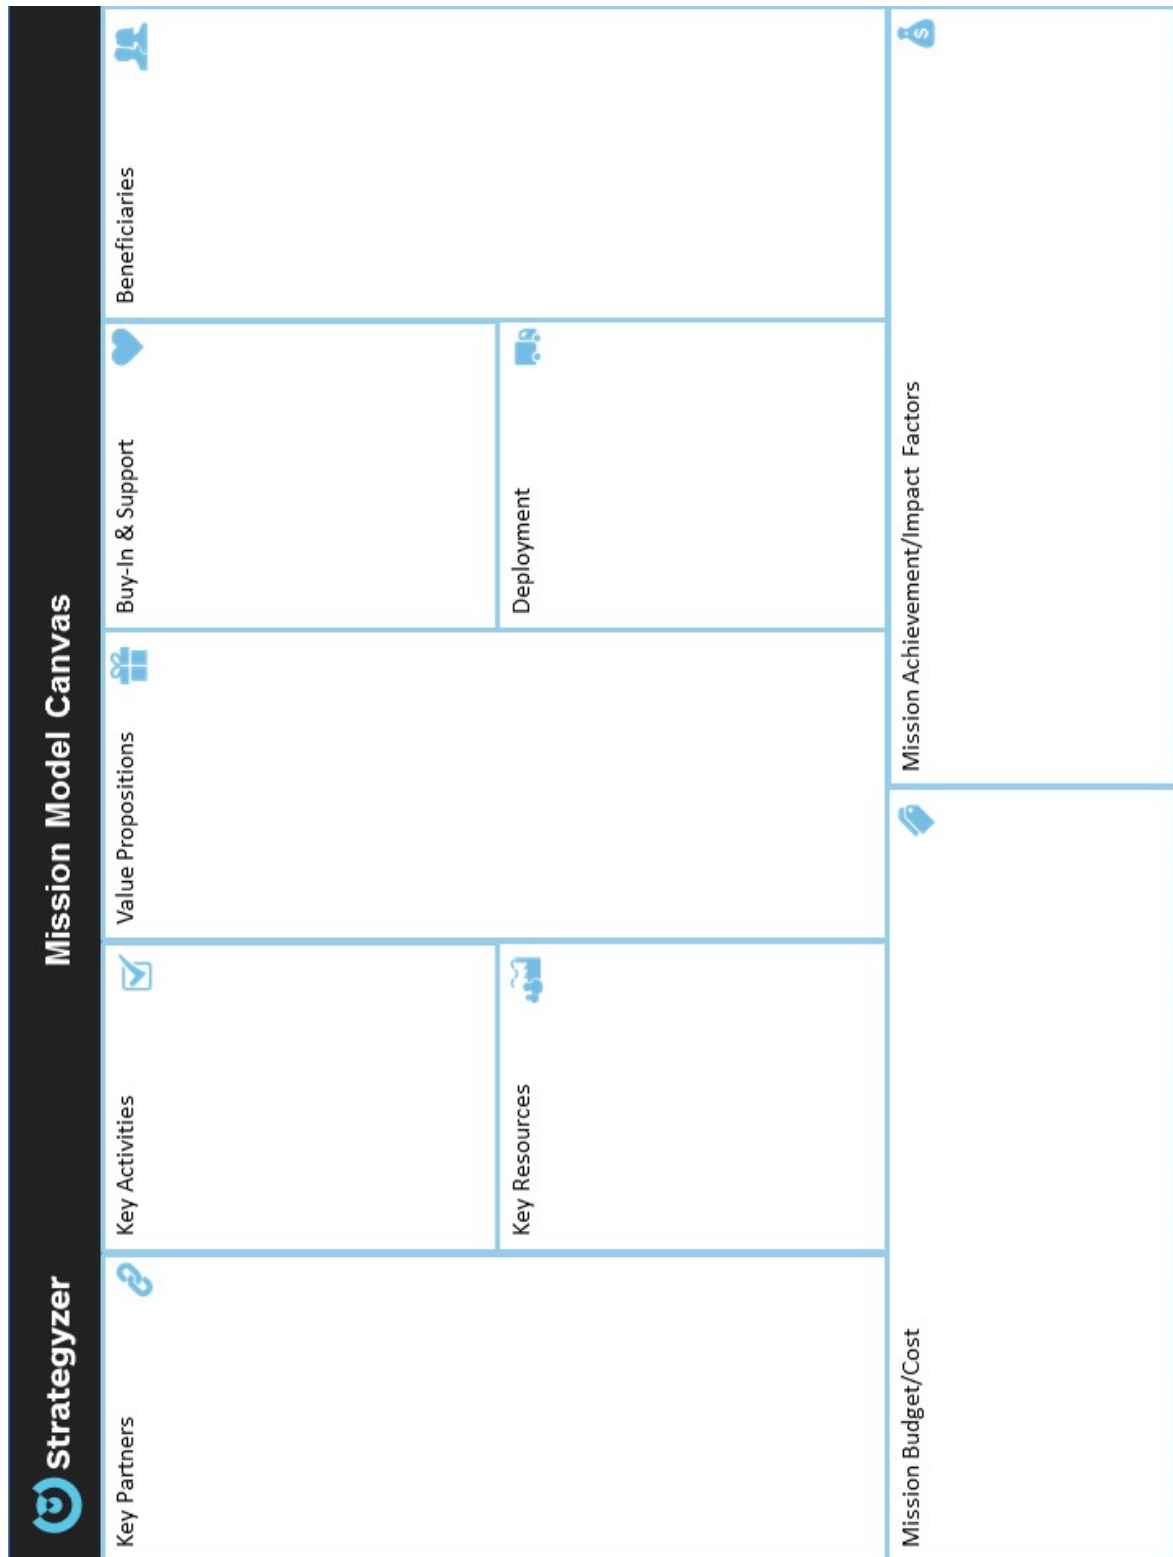 Strategyzer
Mission Model Canvas
Key Partners
Key Activities
Key Resources
Value Propositions
Buy-In & Support
Deployment
Beneficiaries
Mission Budget/Cost
Mission Achievement/Impact Factors